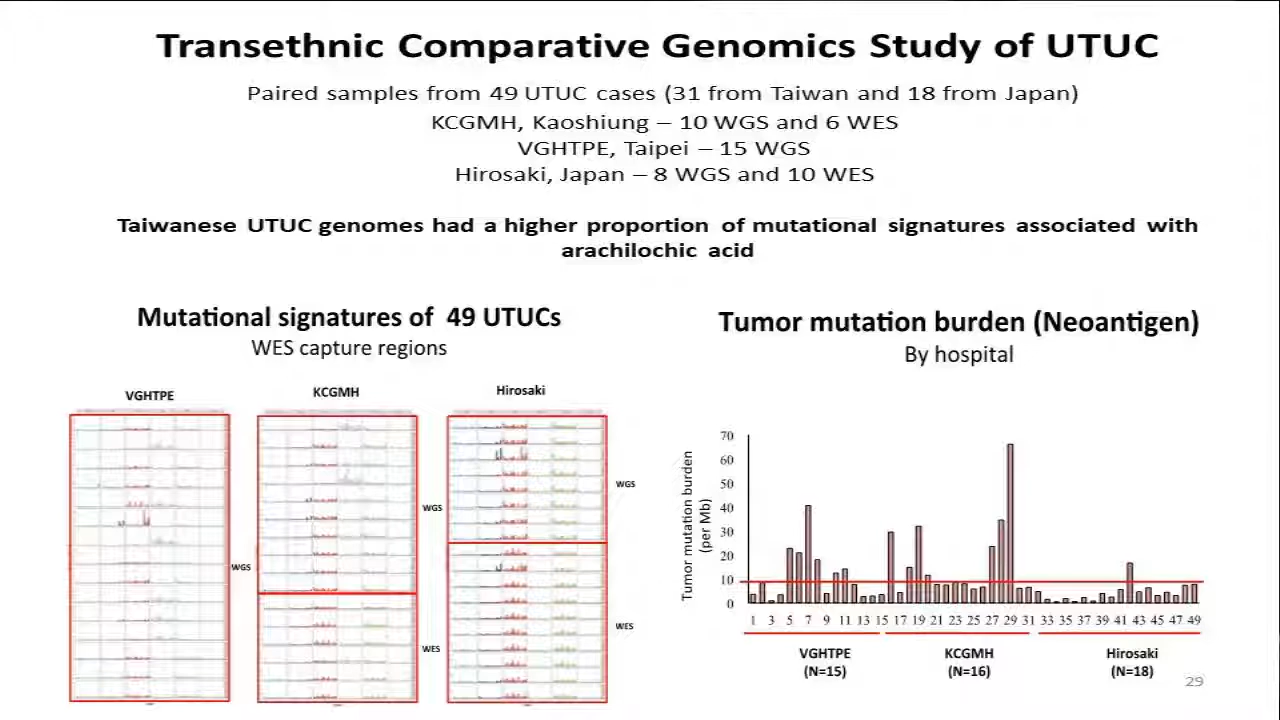 Transethnic Comparative Genomics Study of UTUC
Paired samples from 49 UTUC cases (31 from Taiwan and 18 from Japan)
KCGMH, Kaoshiung – 10 WGS and 6 WES
VGHTPE, Taipei – 15 WGS
Hirosaki, Japan – 8 WGS and 10 WES
Taiwanese UTUC genomes had a higher proportion of mutational signatures associated with
arachilochic acid
Mutational signatures of 49 UTUCs
WES capture regions
VGHTPE
KCGMH
Hirosaki
WGS
WGS
WES
WGS
WES
Tumor mutation burden (Neoantigen)
By hospital
Tumor mutation burden
(per Mb)
70
60
50
40
30
20
10
0
1 3 5 7 9 11 13 15 17 19 21 23 25 27 29 31 33 35 37 39 41 43 45 47 49
VGHTPE
(N=15)
KCGMH
(N=16)
Hirosaki
(N=18)
29